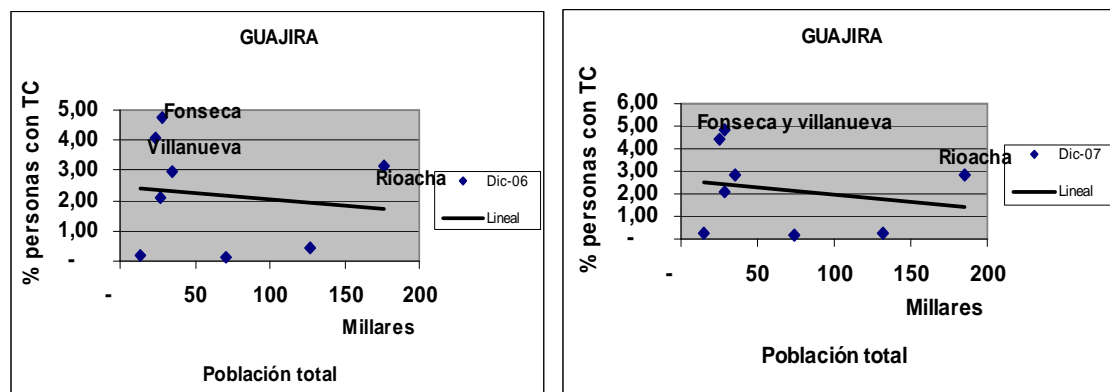 GUAJIRA
% personas con TC
5,00
4,00
3,00
2,00
1,00
-
Fonseca
Villanueva
Rioacha
- 50 100 150 200
Millares
Población total
Dic-06
Lineal
GUAJIRA
% personas con TC
6,00
5,00
4,00
3,00
2,00
1,00
-
Fonseca y villanueva
Rioacha
- 50 100 150 200
Millares
Población total
Dic-07
Lineal